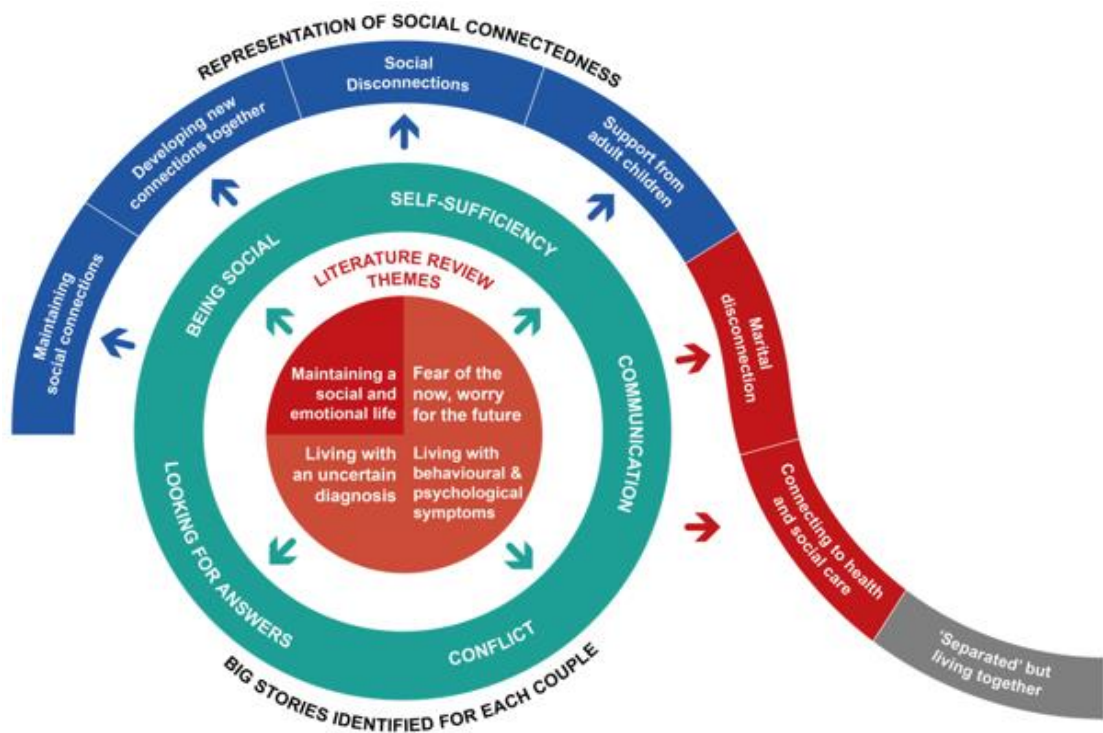 REPRESENTATION OF SOCIAL CONNECTEDNESS
Maintaining
social connections
Developing new
connections together
Social
Disconnections
Support from
adult children
Marital
disconnection
Connecting to health
and social care
‘Separated’ but
living together
BEING SOCIAL
SELF-SUFFICIENCY
COMMUNICATION
CONFLICT
LOOKING FOR ANSWERS
LITERATURE REVIEW
THEMES
Maintaining a
social and
emotional life
Fear of the
now, worry
for the future
Living with
an uncertain
diagnosis
Living with
behavioural &
psychological
symptoms
BIG STORIES IDENTIFIED FOR EACH COUPLE